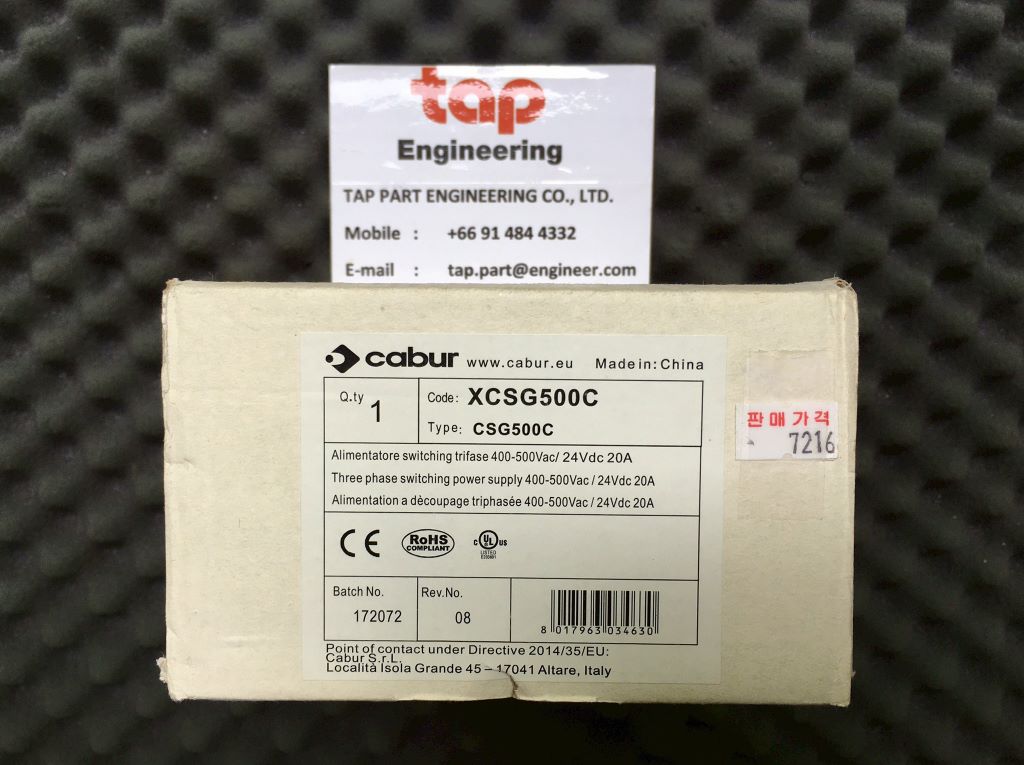 tap
Engineering
TAP PART ENGINEERING CO., LTD.
Mobile : +66 91 484 4332
E-mail : tap.part@engineer.com
cabur www.cabur.eu Made in: China
Q.ty 1
Code: XCSG500C
Type: CSG500C
판매가격
7216
Alimentatore switching trifase 400-500Vac/ 24Vdc 20A
Three phase switching power supply 400-500Vac / 24Vdc 20A
Alimentation a dècoupage triphasée 400-500Vac / 24Vdc 20A
CE
RoHS
COMPLIANT
C UL US
LISTED
Batch No.
172072
Rev.No.
08
8 017963 034630
Point of contact under Directive 2014/35/EU:
Cabur S.r.L.
Località Isola Grande 45 – 17041 Altare, Italy